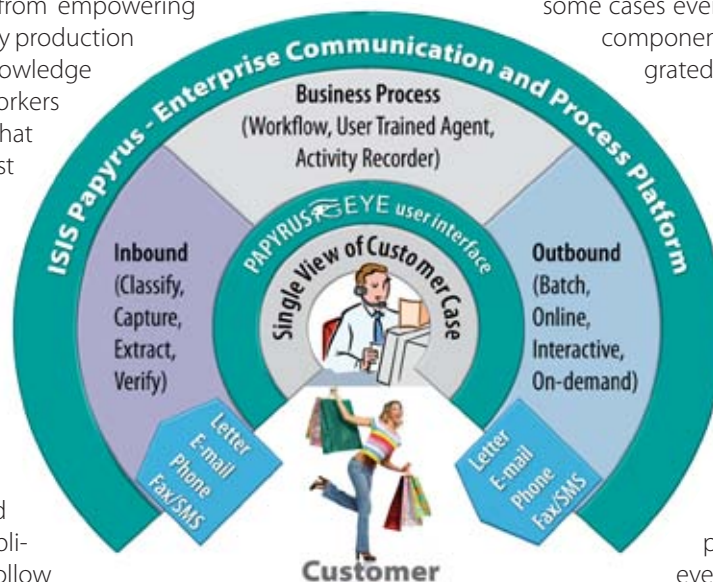 from empowering
y production
owledge
orkers
hat
st
some cases even
componen
grated
ISIS Papyrus - Enterprise Communication and Process Platform
Business Process
(Workflow, User Trained Agent,
Activity Recorder)
PAPYRUS EYE user interface
Single View of Customer Case
Inbound
(Classify,
Capture,
Extract,
Verify)
Outbound
(Batch,
Online,
Interactive,
On-demand)
Letter
E-mail
Phone
Fax/SMS
Letter
E-mail
Phone
Fax/SMS
Customer
d
pli-
ollow
p
eve